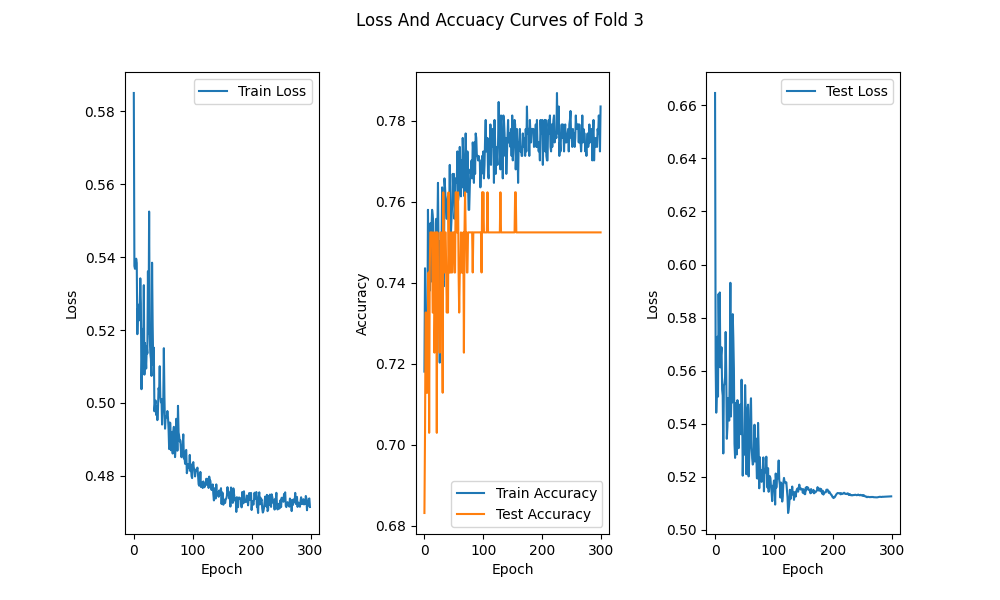 Loss And Accuacy Curves of Fold 3
Train Loss
0.58
0.56
0.54
0.52
0.50
0.48
Loss
0 100 200 300
Epoch
0.78
0.76
0.74
0.72
0.70
0.68
Accuracy
Train Accuracy
Test Accuracy
0 100 200 300
Epoch
Test Loss
0.66
0.64
0.62
0.60
0.58
0.56
0.54
0.52
0.50
Loss
0 100 200 300
Epoch